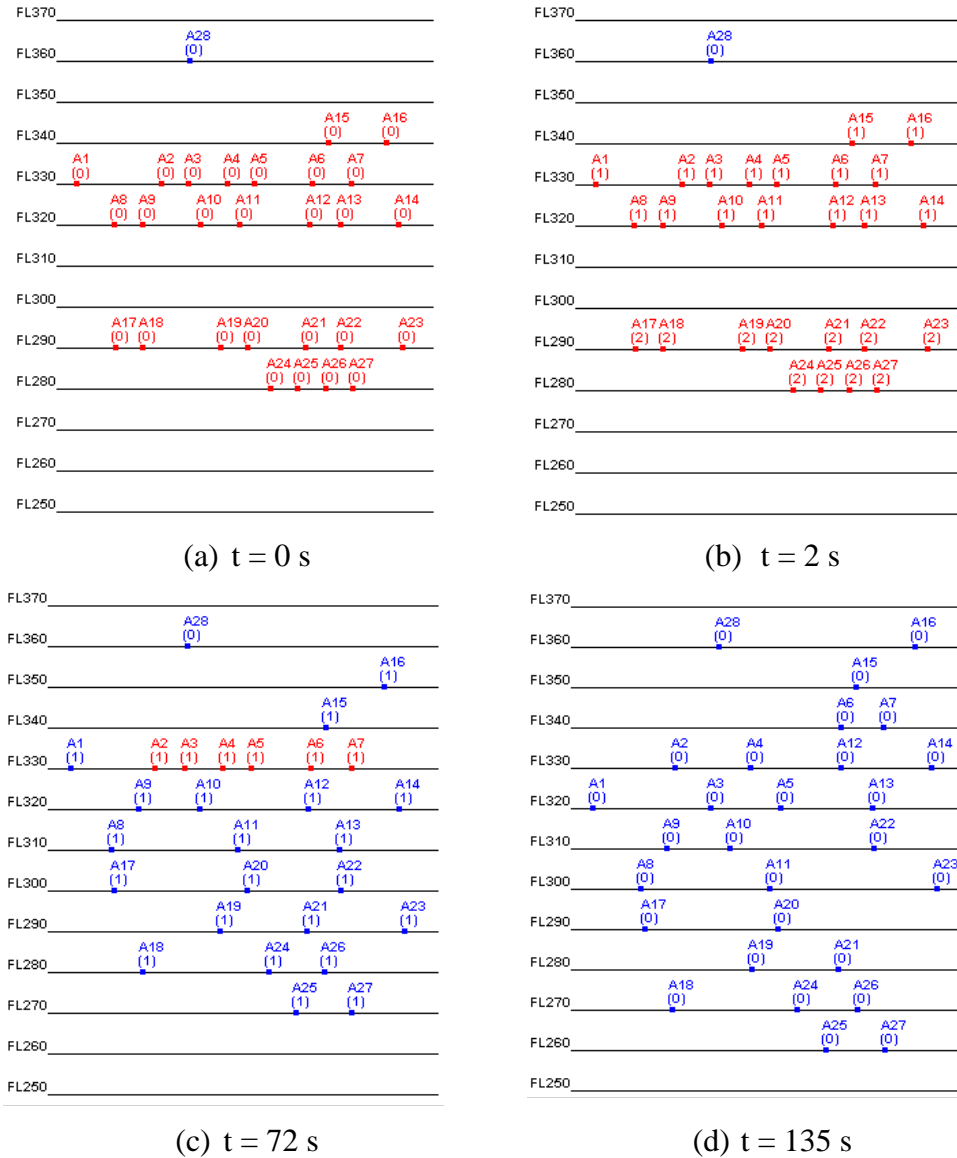 FL370
A28
(0)
FL360
FL350
A15 A16
(0) (0)
FL340
A1 A2 A3 A4 A5 A6 A7
(0) (0) (0) (0) (0) (0) (0)
FL330
A8 A9 A10 A11 A12 A13 A14
(0) (0) (0) (0) (0) (0) (0)
FL320
FL310
FL300
A17 A18 A19 A20 A21 A22 A23
(0) (0) (0) (0) (0) (0) (0)
FL290
A24 A25 A26 A27
(0) (0) (0) (0)
FL280
FL270
FL260
FL250
(a) t = 0 s
FL370
A28
(0)
FL360
FL350
A15 A16
(1) (1)
FL340
A1 A2 A3 A4 A5 A6 A7
(1) (1) (1) (1) (1) (1) (1)
FL330
A8 A9 A10 A11 A12 A13 A14
(1) (1) (1) (1) (1) (1) (1)
FL320
FL310
FL300
A17 A18 A19 A20 A21 A22 A23
(2) (2) (2) (2) (2) (2) (2)
FL290
A24 A25 A26 A27
(2) (2) (2) (2)
FL280
FL270
FL260
FL250
(b) t = 2 s
FL370
A28
(0)
FL360
A16
(1)
FL350
A15
(1)
FL340
A1 A2 A3 A4 A5 A6 A7
(1) (1) (1) (1) (1) (1) (1)
FL330
A9 A10 A12 A14
(1) (1) (1) (1)
FL320
A8 A11 A13
(1) (1) (1)
FL310
A17 A20 A22
(1) (1) (1)
FL300
A19 A21 A23
(1) (1) (1)
FL290
A18 A24 A26
(1) (1) (1)
FL280
A25 A27
(1) (1)
FL270
FL260
FL250
(c) t = 72 s
FL370
A28 A16
(0) (0)
FL360
A15
(0)
FL350
A6 A7
(0) (0)
FL340
A2 A4 A12 A14
(0) (0) (0) (0)
FL330
A1 A3 A5 A13
(0) (0) (0) (0)
FL320
A9 A10 A22
(0) (0) (0)
FL310
A8 A11 A23
(0) (0) (0)
FL300
A17 A20
(0) (0)
FL290
A19 A21
(0) (0)
FL280
A18 A24 A26
(0) (0) (0)
FL270
A25 A27
(0) (0)
FL260
FL250
(d) t = 135 s